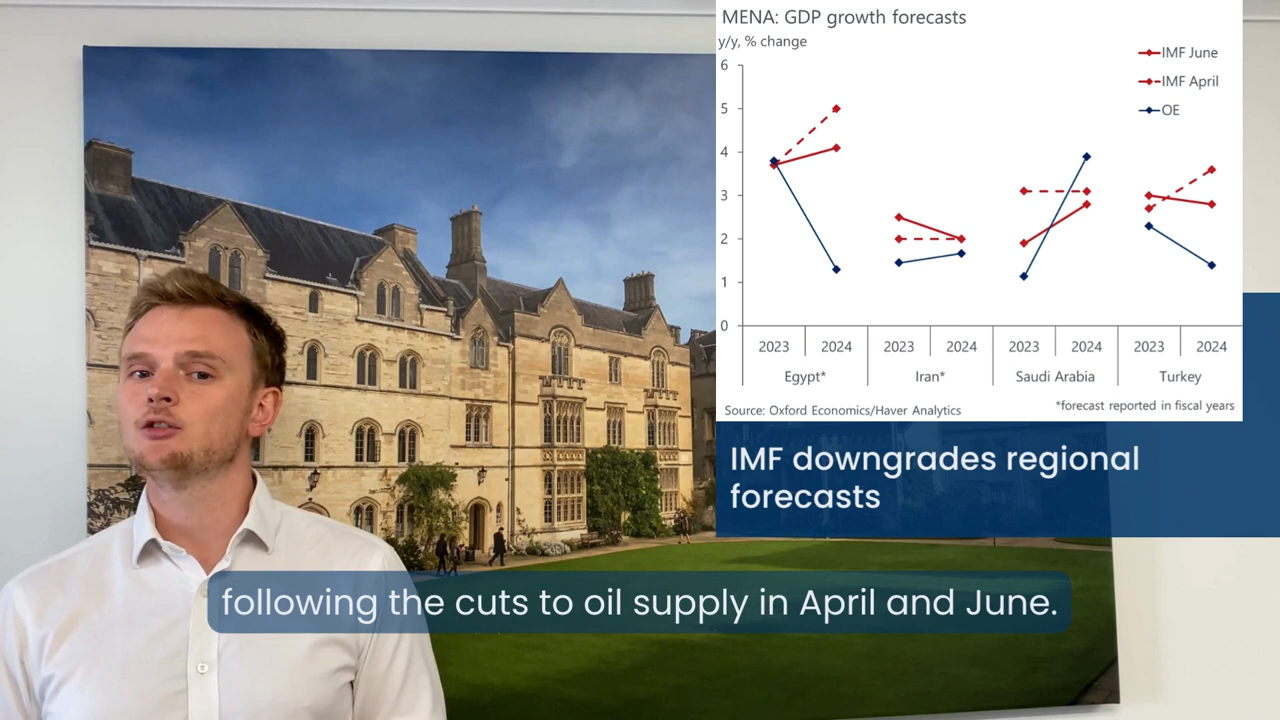 MENA: GDP growth forecasts
y/y, % change
IMF June
IMF April
OE
6
5
4
3
2
1
0
2023 2024 2023 2024 2023 2024 2023 2024
Egypt* Iran* Saudi Arabia Turkey
Source: Oxford Economics/Haver Analytics *forecast reported in fiscal years
IMF downgrades regional
forecasts
following the cuts to oil supply in April and June.